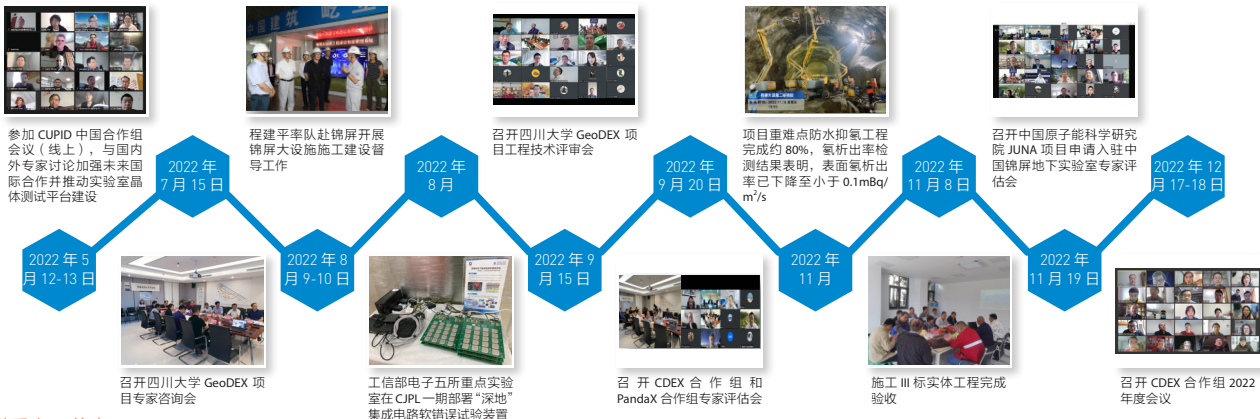 参加 CUPID 中国合作组
会议（线上），与国内
外专家讨论加强未来国
际合作并推动实验室晶
体测试平台建设
2022 年 5
月 12-13 日
2022 年
7 月 15 日
召开四川大学 GeoDEX 项
目专家咨询会
程建平率队赴锦屏开展
锦屏大设施施工建设督
导工作
2022 年 8
月 9-10 日
2022 年
8 月
工信部电子五所重点实验
室在 CJPL 一期部署“深地”
集成电路软错误试验装置
召开四川大学 GeoDEX 项
目工程技术评审会
2022 年 9
月 15 日
2022 年
9 月 20 日
召开 CDEX 合作组和
PandaX 合作组专家评估会
项目重难点防水抑氡工程
完成约 80%，氡析出率检
测结果表明，表面氡析出
率已下降至小于 0.1mBq/
m²/s
2022 年
11 月
2022 年
11 月 8 日
施工 III 标实体工程完成
验收
召开中国原子能科学研究
院 JUNA 项目申请入驻中
国锦屏地下实验室专家评
估会
2022 年
11 月 19 日
2022 年 12
月 17-18 日
召开 CDEX 合作组 2022
年度会议